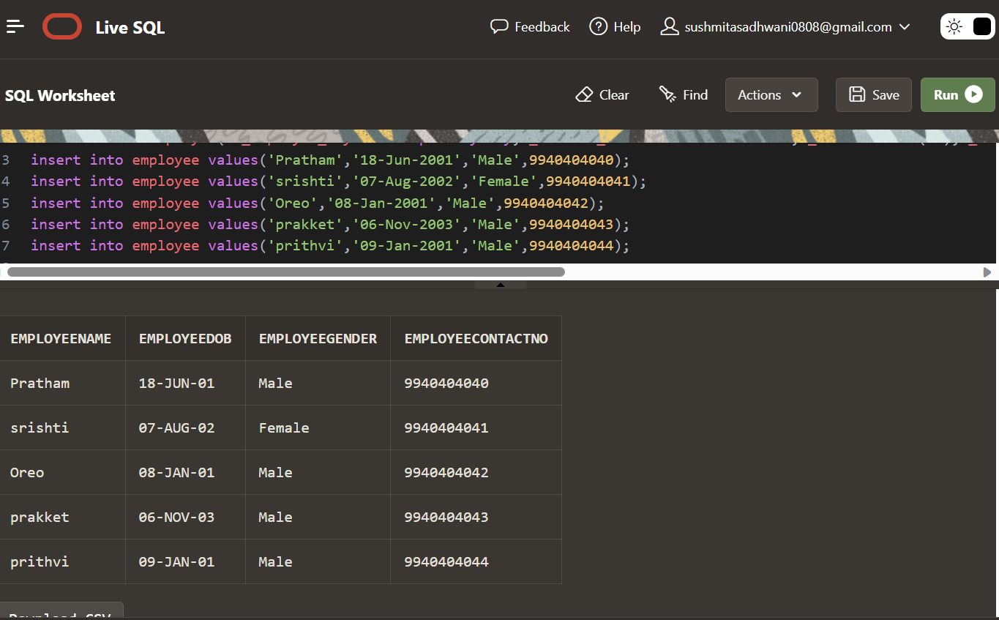 Live SQL Feedback Help sushmitasadhwani0808@gmail.com
SQL Worksheet Clear Find Actions Save Run
3 insert into employee values('Pratham','18-Jun-2001','Male',9940404040);
4 insert into employee values('srishti','07-Aug-2002','Female',9940404041);
5 insert into employee values('Oreo','08-Jan-2001','Male',9940404042);
6 insert into employee values('prakket','06-Nov-2003','Male',9940404043);
7 insert into employee values('prithvi','09-Jan-2001','Male',9940404044);
EMPLOYEENAME EMPLOYEEDOB EMPLOYEEGENDER EMPLOYEECONTACTNO
Pratham 18-JUN-01 Male 9940404040
srishti 07-AUG-02 Female 9940404041
Oreo 08-JAN-01 Male 9940404042
prakket 06-NOV-03 Male 9940404043
prithvi 09-JAN-01 Male 9940404044
Download CSV